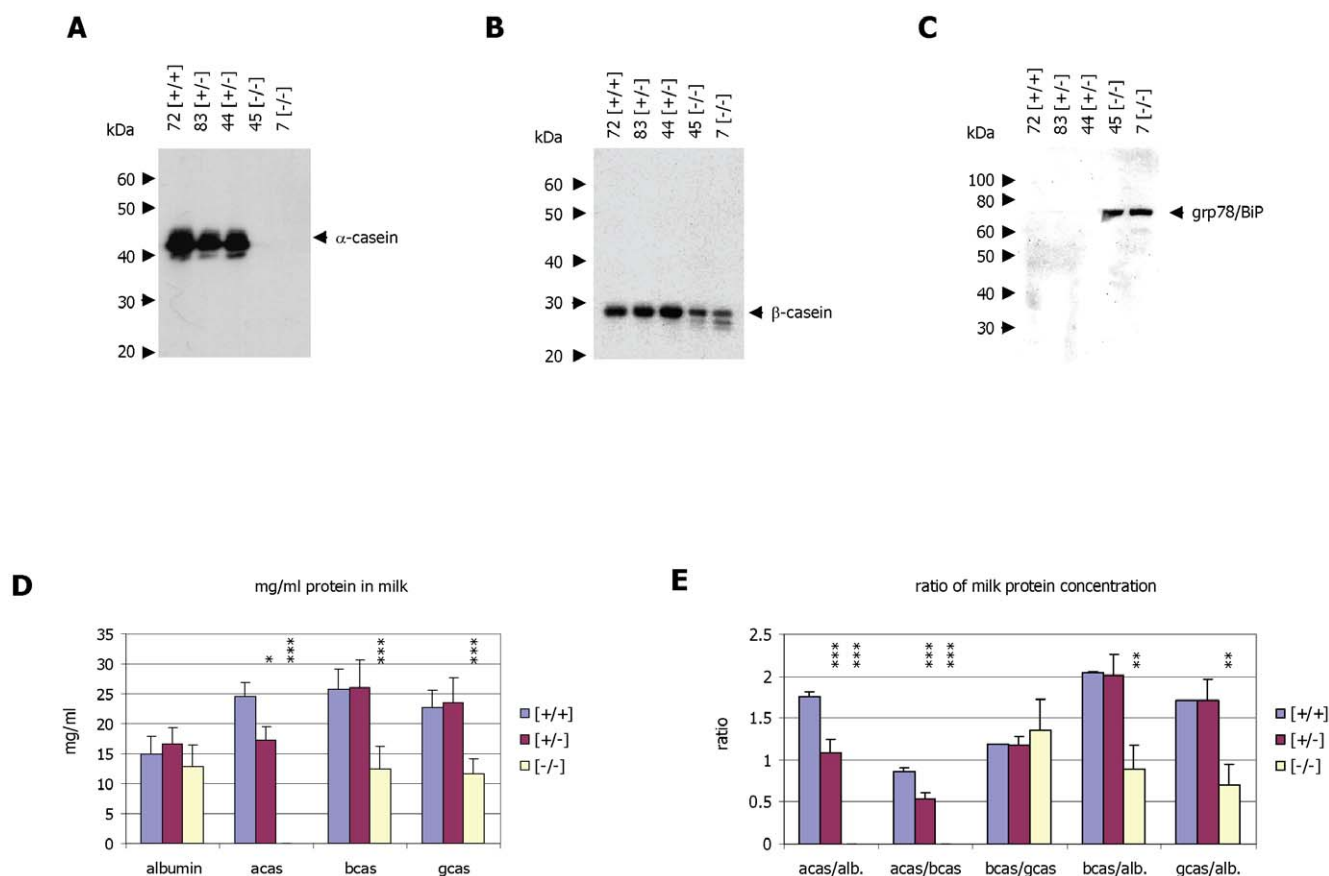 A
72 [+/+]
83 [+/-]
44 [+/-]
45 [-/-]
7 [-/-]
kDa
60
50
40
30
20
α-casein
B
72 [+/+]
83 [+/-]
44 [+/-]
45 [-/-]
7 [-/-]
kDa
60
50
40
30
20
β-casein
C
72 [+/+]
83 [+/-]
44 [+/-]
45 [-/-]
7 [-/-]
kDa
100
80
60
50
40
30
grp78/BiP
D
mg/ml protein in milk
mg/ml
35
30
25
20
15
10
5
0
*
***
***
***
albumin
acas
bcas
gcas
[+/+]
[+/-]
[-/-]
E
ratio of milk protein concentration
ratio
2.5
2
1.5
1
0.5
0
***
***
***
***
**
**
acas/alb.
acas/bcas
bcas/gcas
bcas/alb.
gcas/alb.
[+/+]
[+/-]
[-/-]